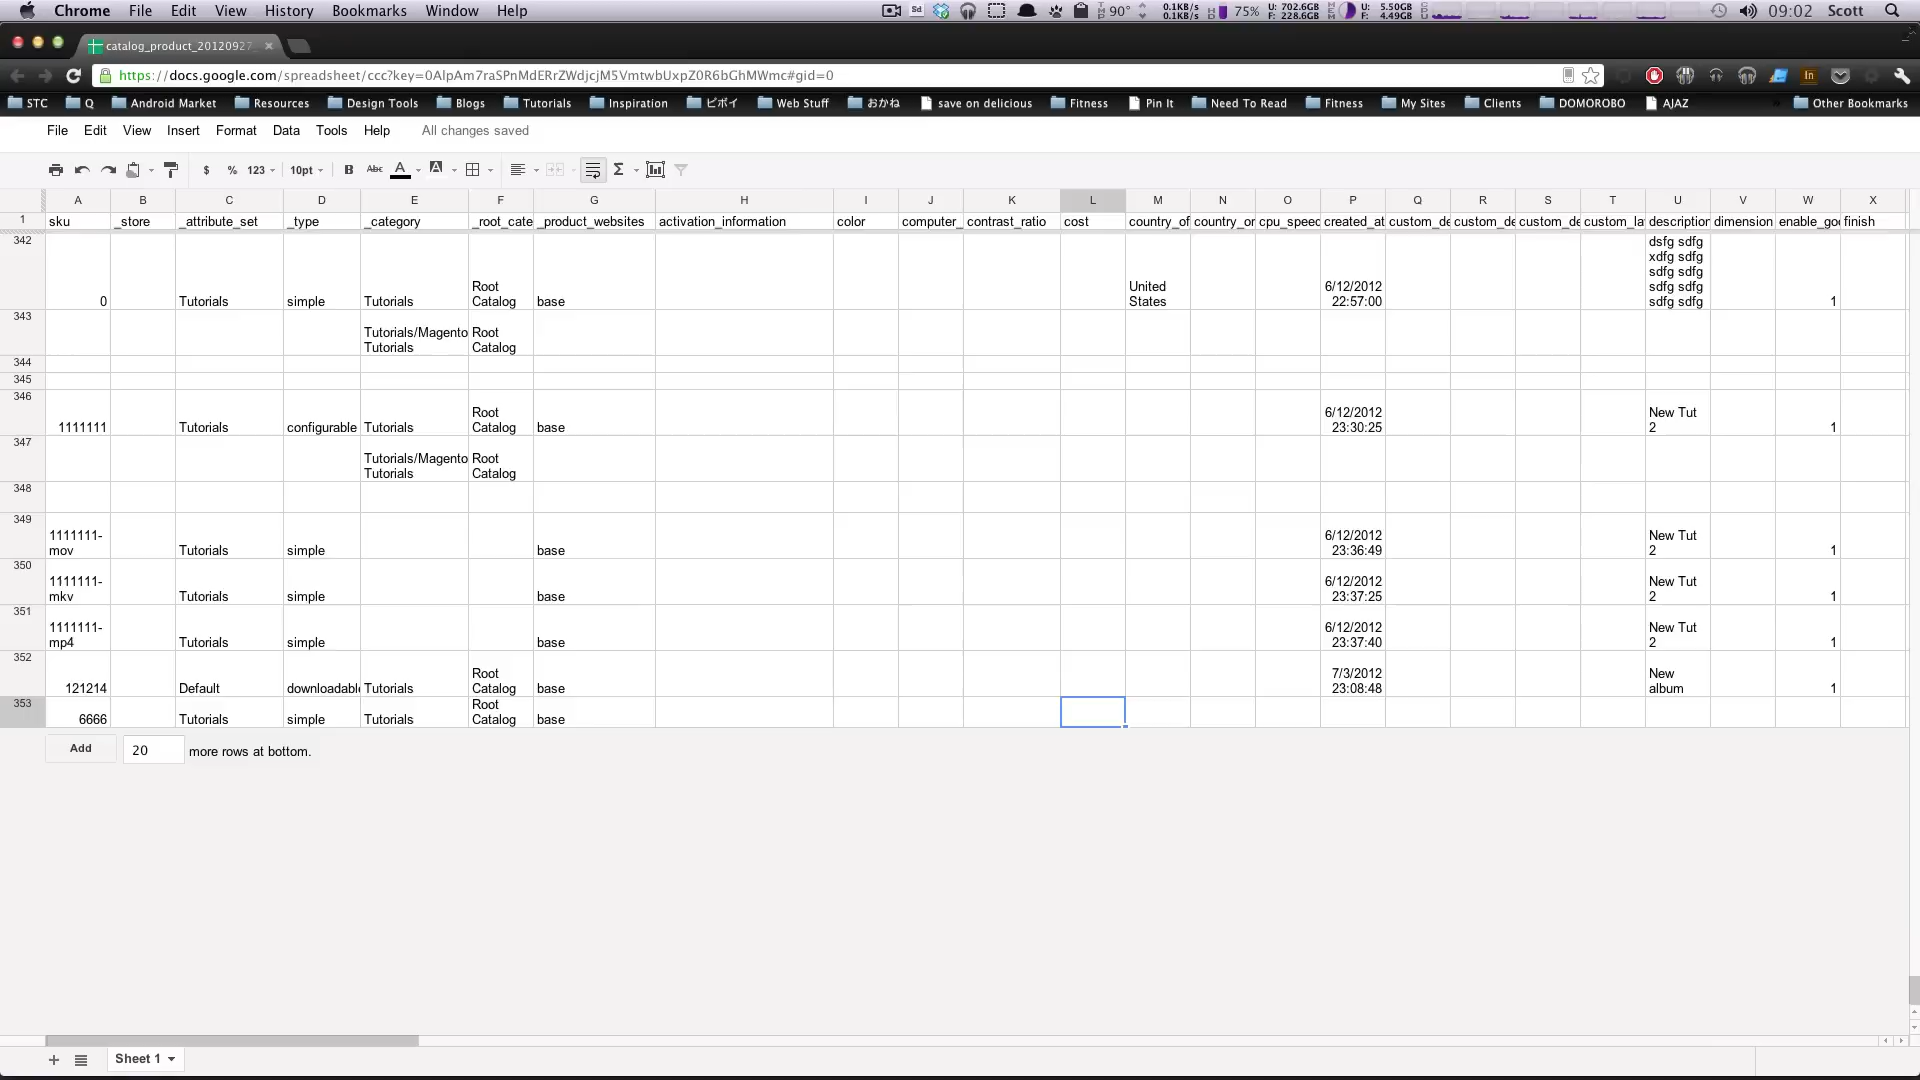 Chrome File Edit View History Bookmarks Window Help 90° 0.1KB/s 0.1KB/s 75% U: 702.6GB F: 228.6GB U: 5.50GB F: 4.49GB 09:02 Scott
catalog_product_20120927_
https://docs.google.com/spreadsheet/ccc?key=0AlpAm7raSPnMdERrZWdjcjM5VmtwbUxpZ0R6bGhMWmc#gid=0
STC Q Android Market Resources Design Tools Blogs Tutorials Inspiration ビボイ Web Stuff おかね save on delicious Fitness Pin It Need To Read Fitness My Sites Clients DOMOROBO AJAZ » Other Bookmarks
File Edit View Insert Format Data Tools Help All changes saved
$ % 123 10pt B Abc A A Σ
A B C D E F G H I J K L M N O P Q R S T U V W X
1 sku _store _attribute_set _type _category _root_cate _product_websites activation_information color computer_ contrast_ratio cost country_of country_or cpu_speed created_at custom_de custom_de custom_de custom_la description dimension enable_goo finish
342 0 Tutorials simple Tutorials Root Catalog base United States 6/12/2012 22:57:00 dsfg sdfg xdfg sdfg sdfg sdfg sdfg sdfg sdfg sdfg 1
343 Tutorials/Magento Tutorials Root Catalog
344
345
346 1111111 Tutorials configurable Tutorials Root Catalog base 6/12/2012 23:30:25 New Tut 2 1
347 Tutorials/Magento Tutorials Root Catalog
348
349 1111111-mov Tutorials simple base 6/12/2012 23:36:49 New Tut 2 1
350 1111111-mkv Tutorials simple base 6/12/2012 23:37:25 New Tut 2 1
351 1111111-mp4 Tutorials simple base 6/12/2012 23:37:40 New Tut 2 1
352 121214 Default downloadabl Tutorials Root Catalog base 7/3/2012 23:08:48 New album 1
353 6666 Tutorials simple Tutorials Root Catalog base
Add 20 more rows at bottom.
Sheet 1